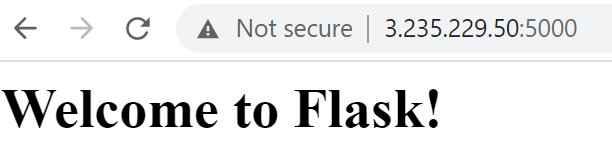 Not secure | 3.235.229.50:5000
Welcome to Flask!